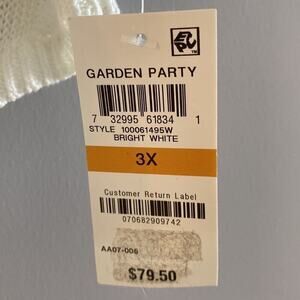 GARDEN PARTY
7 32995 61834 1
STYLE 100061495W
BRIGHT WHITE
3X
Customer Return Label
070682909742
AA07-006
$79.50